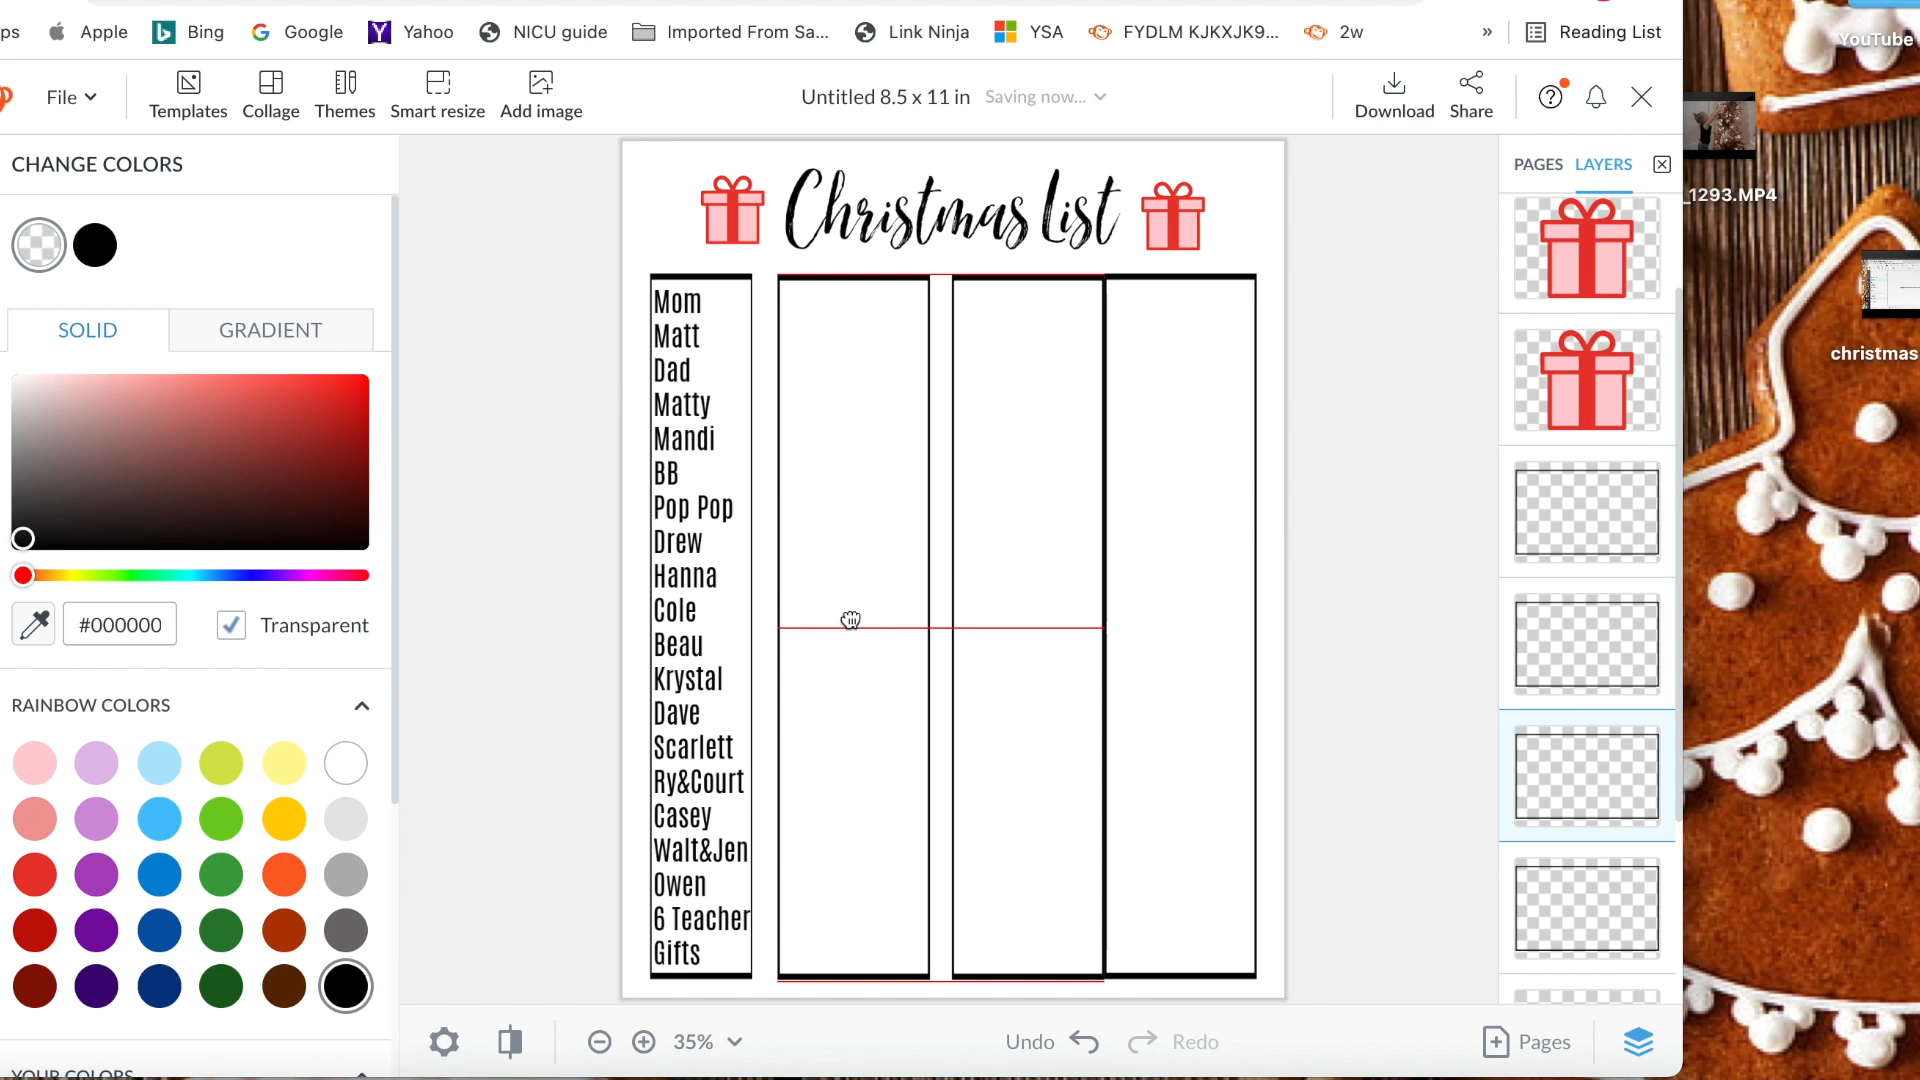 ps Apple Bing Google Yahoo NICU guide Imported From Sa... Link Ninja YSA FYDLM KJKXJK9... 2w » Reading List
YouTube
File Templates Collage Themes Smart resize Add image Untitled 8.5 x 11 in Saving now... Download Share
CHANGE COLORS
PAGES LAYERS
_1293.MP4
Christmas List
SOLID GRADIENT
christmas
Mom
Matt
Dad
Matty
Mandi
BB
Pop Pop
Drew
Hanna
Cole
Beau
Krystal
Dave
Scarlett
Ry&Court
Casey
Walt&Jen
Owen
6 Teacher
Gifts
#000000 Transparent
RAINBOW COLORS
YOUR COLORS
35% Undo Redo Pages